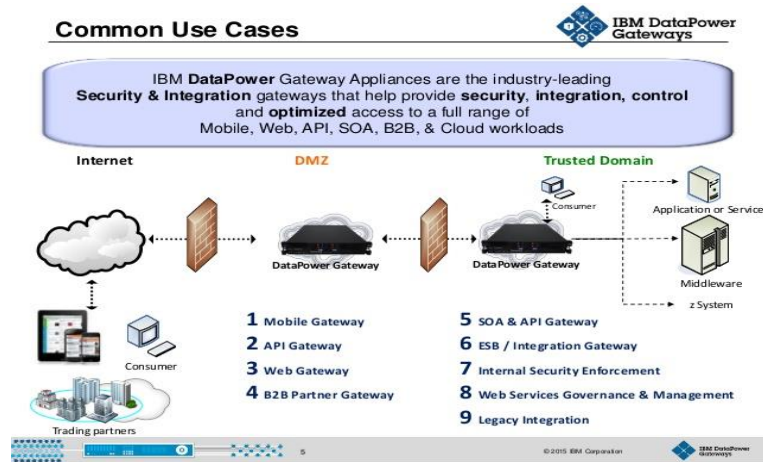 Common Use Cases
IBM DataPower
Gateways
IBM DataPower Gateway Appliances are the industry-leading
Security & Integration gateways that help provide security, integration, control
and optimized access to a full range of
Mobile, Web, API, SOA, B2B, & Cloud workloads
Internet
DMZ
Trusted Domain
Consumer
Application or Service
DataPower Gateway
DataPower Gateway
Middleware
z System
Consumer
Trading partners
1 Mobile Gateway
2 API Gateway
3 Web Gateway
4 B2B Partner Gateway
5 SOA & API Gateway
6 ESB / Integration Gateway
7 Internal Security Enforcement
8 Web Services Governance & Management
9 Legacy Integration
5
© 2015 IBM Corporation
IBM DataPower
Gateways